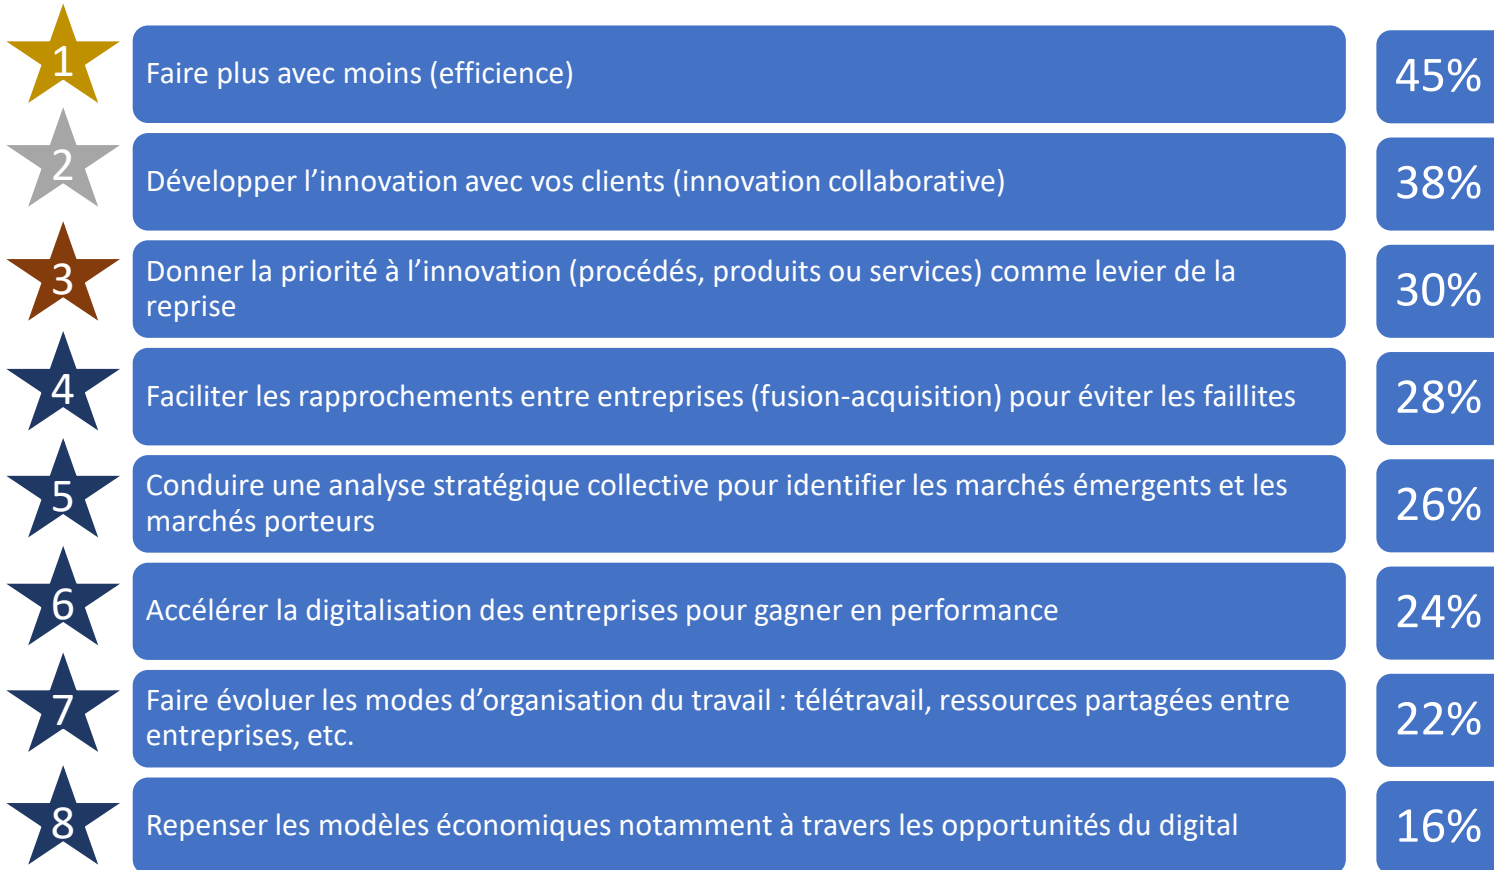 1
Faire plus avec moins (efficience)
45%
2
Développer l’innovation avec vos clients (innovation collaborative)
38%
3
Donner la priorité à l’innovation (procédés, produits ou services) comme levier de la
reprise
30%
4
Faciliter les rapprochements entre entreprises (fusion-acquisition) pour éviter les faillites
28%
5
Conduire une analyse stratégique collective pour identifier les marchés émergents et les
marchés porteurs
26%
6
Accélérer la digitalisation des entreprises pour gagner en performance
24%
7
Faire évoluer les modes d’organisation du travail : télétravail, ressources partagées entre
entreprises, etc.
22%
8
Repenser les modèles économiques notamment à travers les opportunités du digital
16%